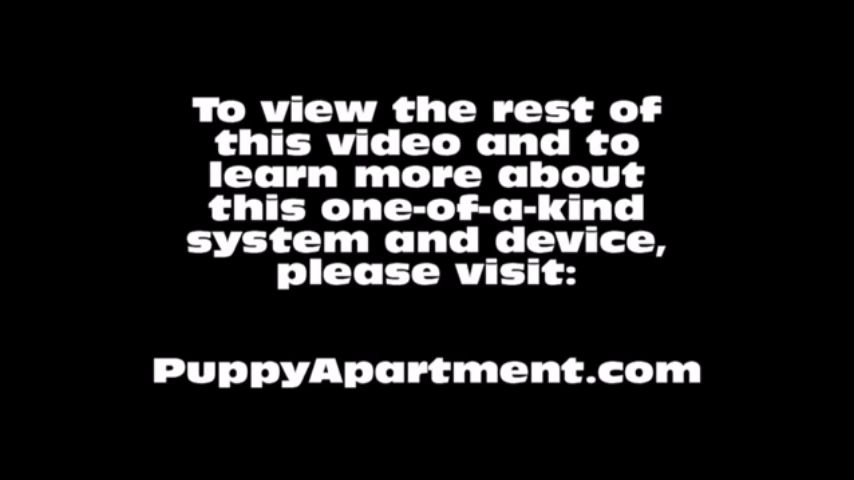 To view the rest of
this video and to
learn more about
this one-of-a-kind
system and device,
please visit:
PuppyApartment.com